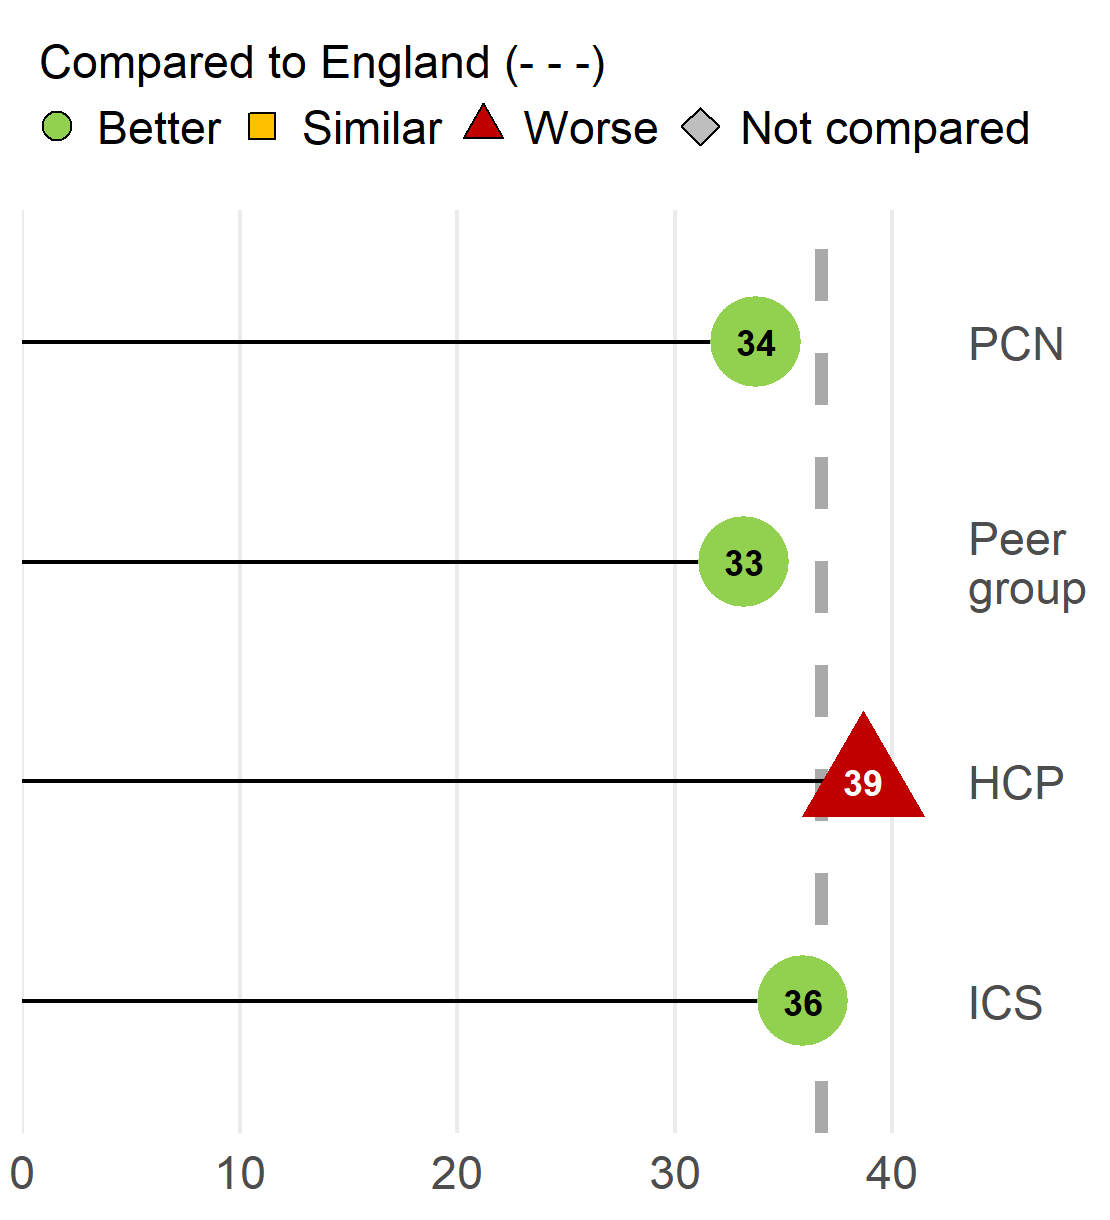 Compared to England (- - -)
Better Similar Worse Not compared
34 PCN
33 Peer
group
39 HCP
36 ICS
0 10 20 30 40